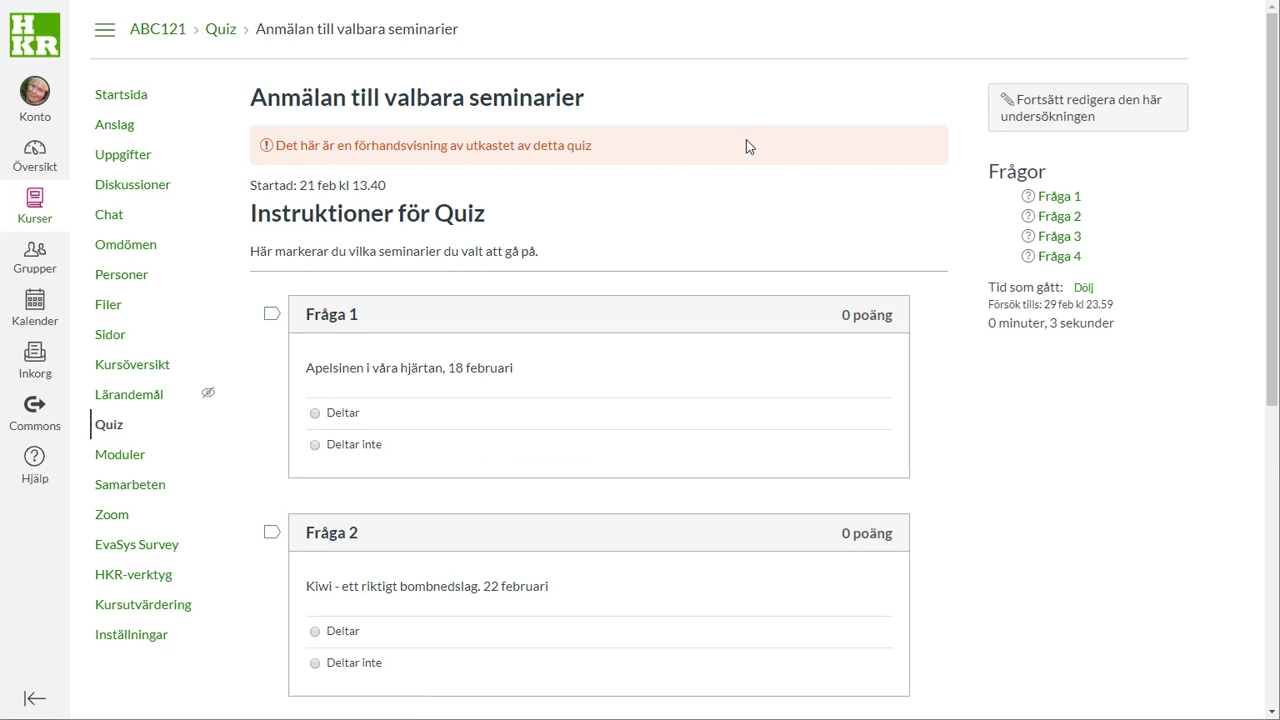 HKR
Konto
Översikt
Kurser
Grupper
Kalender
Inkorg
Commons
Hjälp
ABC121 › Quiz › Anmälan till valbara seminarier
Startsida
Anslag
Uppgifter
Diskussioner
Chat
Omdömen
Personer
Filer
Sidor
Kursöversikt
Lärandemål
Quiz
Moduler
Samarbeten
Zoom
EvaSys Survey
HKR-verktyg
Kursutvärdering
Inställningar
Anmälan till valbara seminarier
Det här är en förhandsvisning av utkastet av detta quiz
Startad: 21 feb kl 13.40
Instruktioner för Quiz
Här markerar du vilka seminarier du valt att gå på.
Fråga 1 0 poäng
Apelsinen i våra hjärtan, 18 februari
Deltar
Deltar inte
Fråga 2 0 poäng
Kiwi - ett riktigt bombnedslag. 22 februari
Deltar
Deltar inte
Fortsätt redigera den här
undersökningen
Frågor
Fråga 1
Fråga 2
Fråga 3
Fråga 4
Tid som gått: Dölj
Försök tills: 29 feb kl 23.59
0 minuter, 3 sekunder